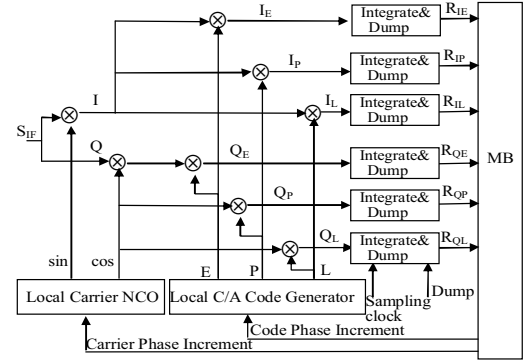 I_E
Integrate&
Dump
R_IE
I_P
Integrate&
Dump
R_IP
I
I_L
Integrate&
Dump
R_IL
S_IF
Q
Q_E
Integrate&
Dump
R_QE
MB
Q_P
Integrate&
Dump
R_QP
Q_L
Integrate&
Dump
R_QL
sin
cos
E
P
L
Local Carrier NCO
Local C/A Code Generator
Sampling
clock
Dump
Code Phase Increment
Carrier Phase Increment